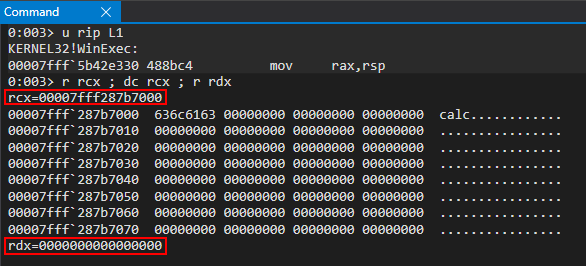 Command X
0:003> u rip L1
KERNEL32!WinExec:
00007fff`5b42e330 488bc4 mov rax,rsp
0:003> r rcx ; dc rcx ; r rdx
rcx=00007fff287b7000
00007fff`287b7000 636c6163 00000000 00000000 00000000 calc............
00007fff`287b7010 00000000 00000000 00000000 00000000 ................
00007fff`287b7020 00000000 00000000 00000000 00000000 ................
00007fff`287b7030 00000000 00000000 00000000 00000000 ................
00007fff`287b7040 00000000 00000000 00000000 00000000 ................
00007fff`287b7050 00000000 00000000 00000000 00000000 ................
00007fff`287b7060 00000000 00000000 00000000 00000000 ................
00007fff`287b7070 00000000 00000000 00000000 00000000 ................
rdx=0000000000000000